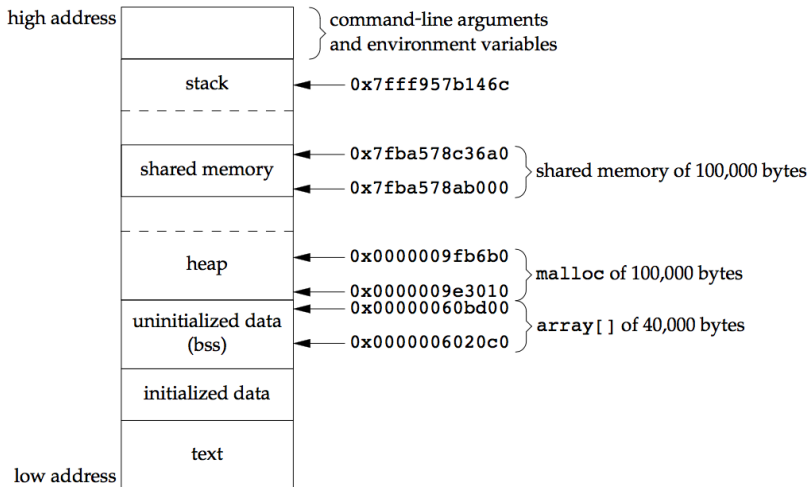 high address
command-line arguments
and environment variables
stack
0x7fff957b146c
0x7fba578c36a0
shared memory
shared memory of 100,000 bytes
0x7fba578ab000
0x0000009fb6b0
heap
malloc of 100,000 bytes
0x0000009e3010
0x00000060bd00
uninitialized data
(bss)
array[] of 40,000 bytes
0x0000006020c0
initialized data
text
low address